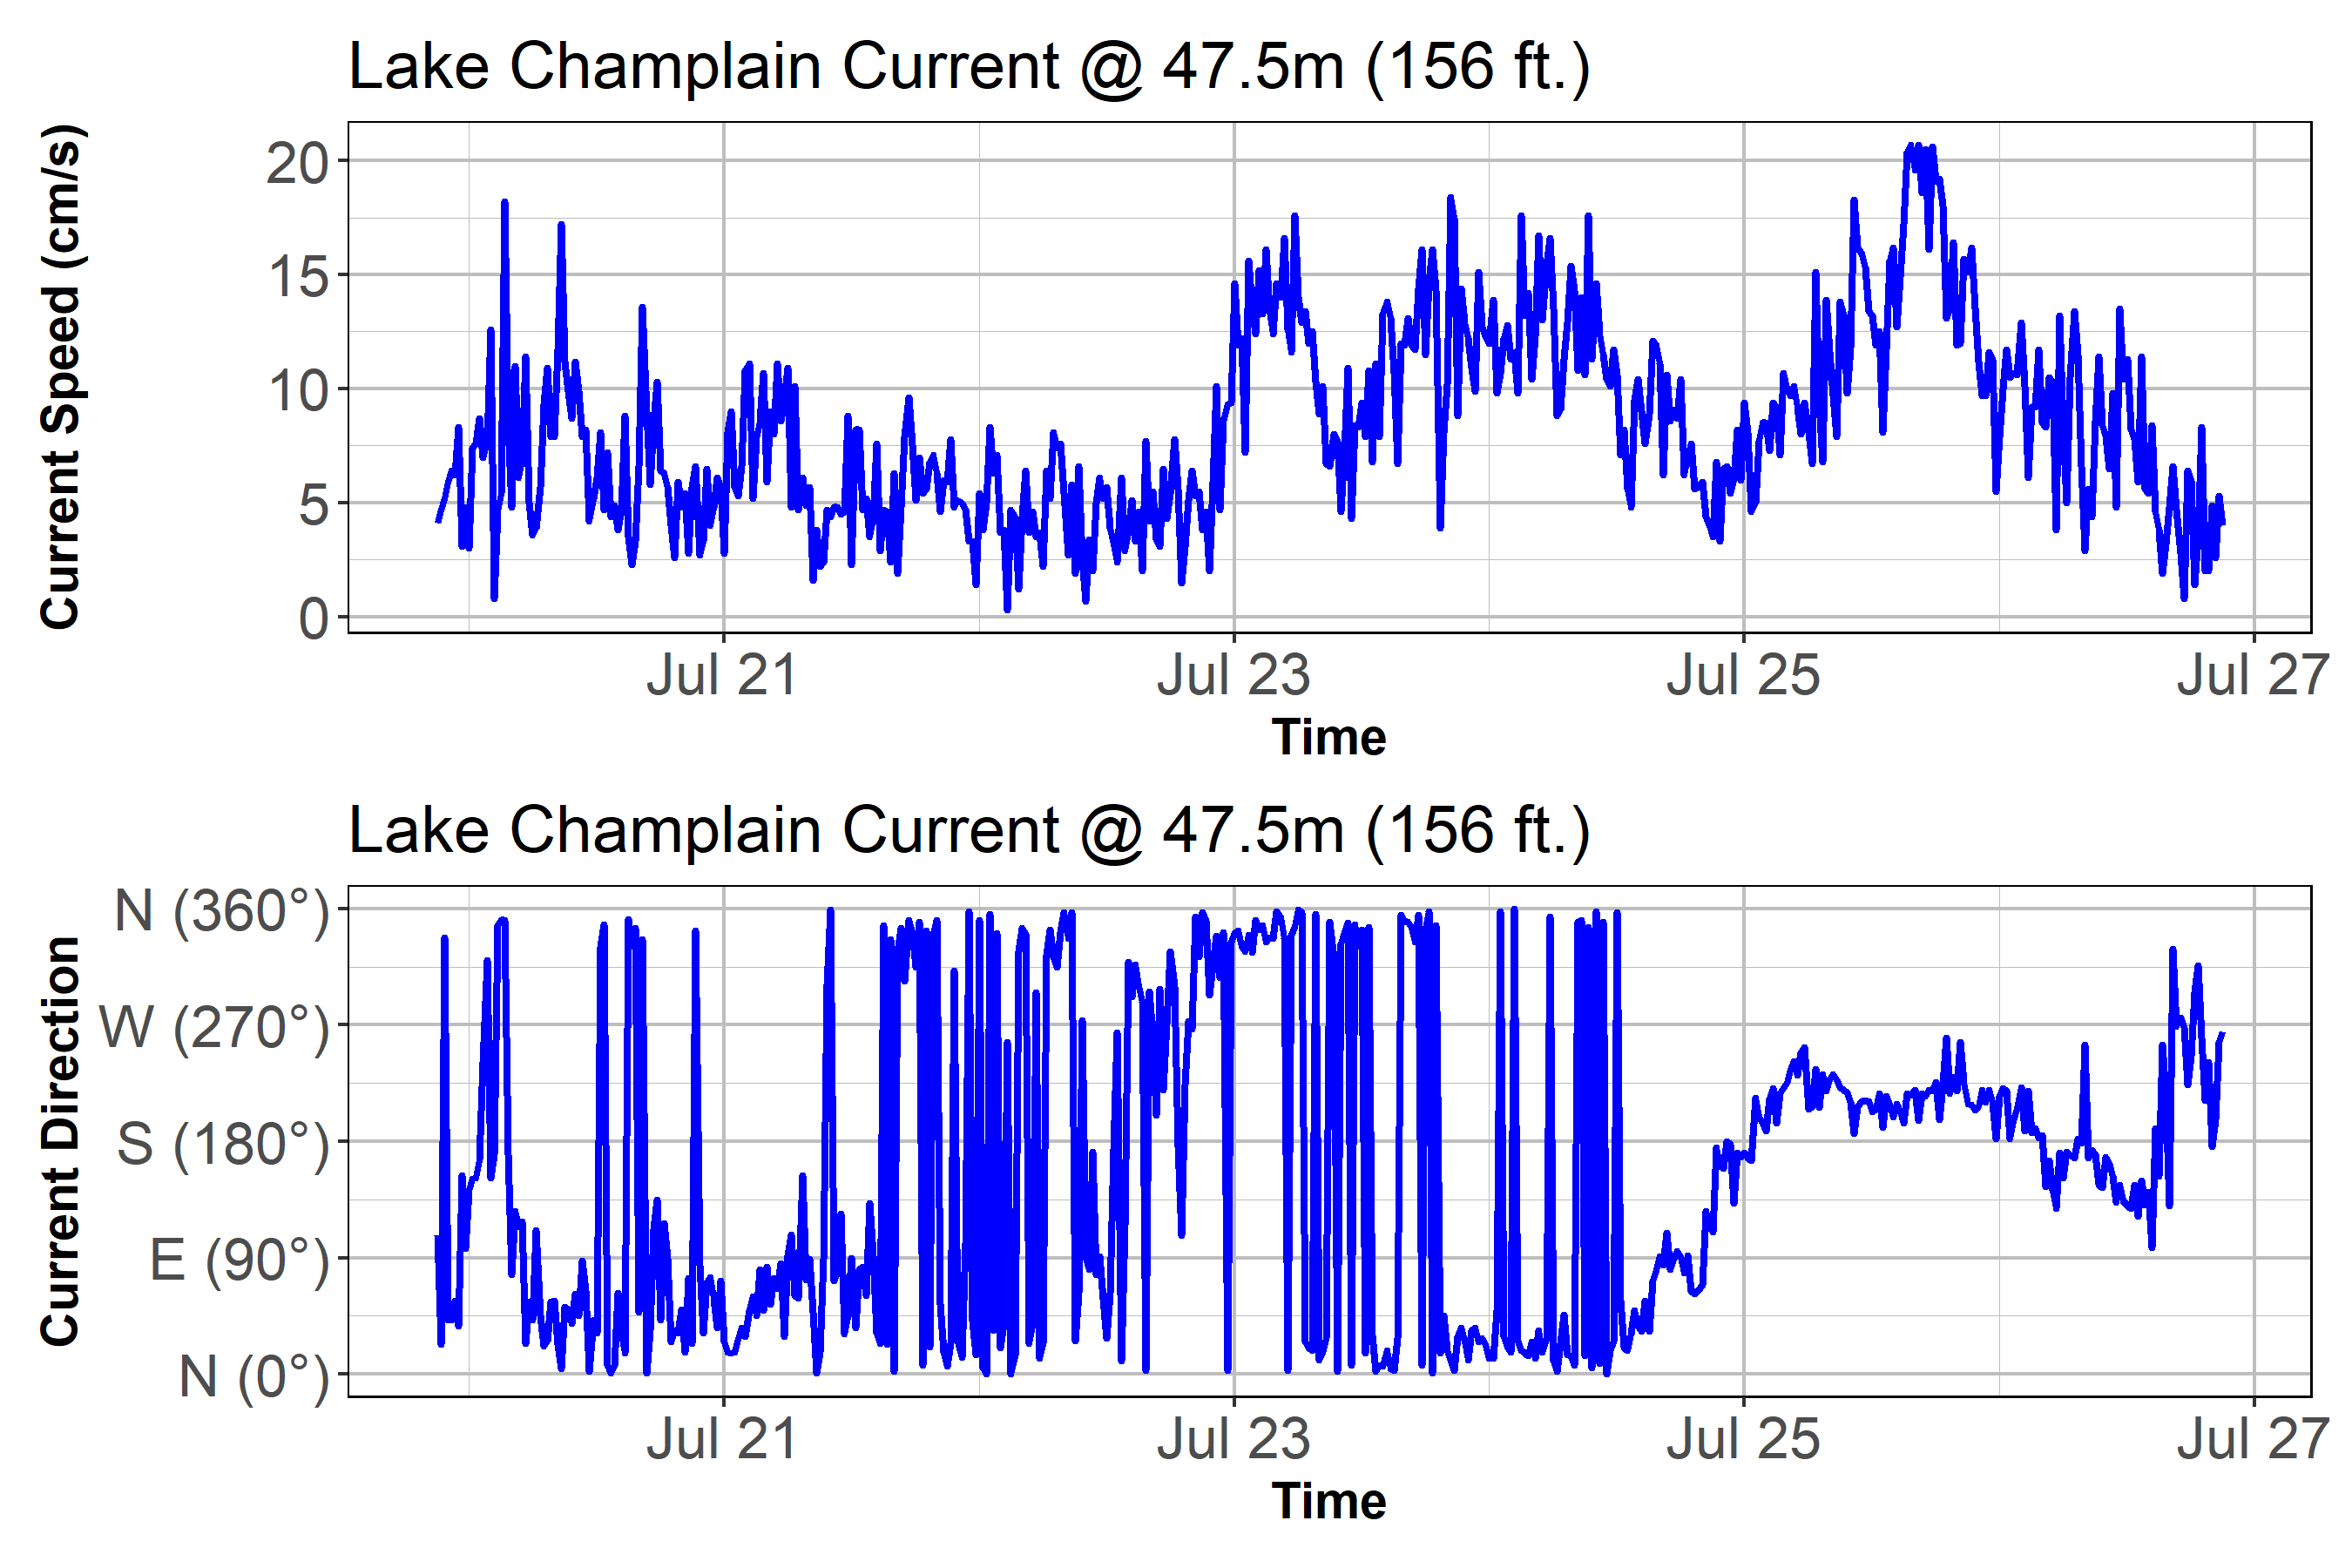 Lake Champlain Current @ 47.5m (156 ft.)
Current Speed (cm/s)
20
15
10
5
0
Jul 21 Jul 23 Jul 25 Jul 27
Time
Lake Champlain Current @ 47.5m (156 ft.)
Current Direction
N (360°)
W (270°)
S (180°)
E (90°)
N (0°)
Jul 21 Jul 23 Jul 25 Jul 27
Time